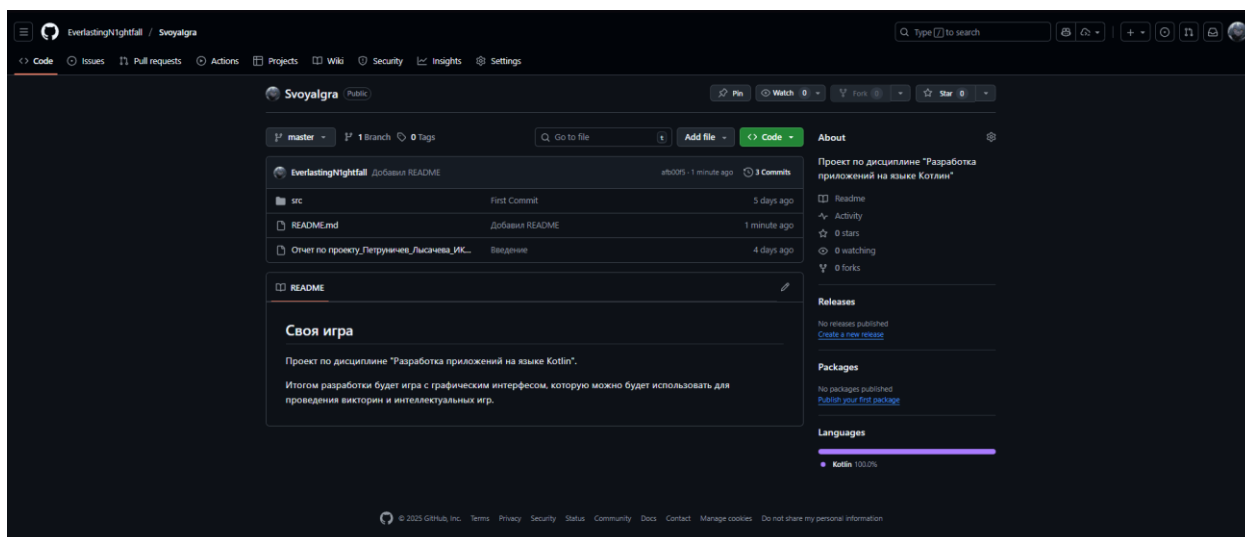 EverlastingN1ghtfall / SvoyaIgra
Type / to search
Code Issues Pull requests Actions Projects Wiki Security Insights Settings
SvoyaIgra Public
Pin Watch 0 Fork 0 Star 0
master 1 Branch 0 Tags
Go to file t Add file Code
About
EverlastingN1ghtfall Добавил README
afb00f5 · 1 minute ago 3 Commits
src First Commit 5 days ago
README.md Добавил README 1 minute ago
Отчет по проекту_Петруничев_Лысачева_ИК... Введение 4 days ago
Проект по дисциплине "Разработка
приложений на языке Котлин"
Readme
Activity
0 stars
0 watching
0 forks
README
Своя игра
Проект по дисциплине "Разработка приложений на языке Kotlin".
Итогом разработки будет игра с графическим интерфесом, которую можно будет использовать для
проведения викторин и интеллектуальных игр.
Releases
No releases published
Create a new release
Packages
No packages published
Publish your first package
Languages
Kotlin 100.0%
© 2025 GitHub, Inc. Terms Privacy Security Status Community Docs Contact Manage cookies Do not share my personal information